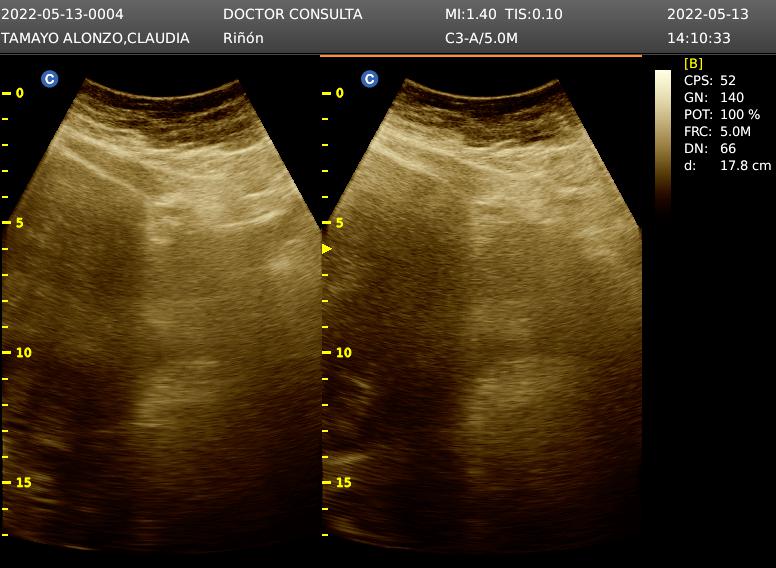 2022-05-13-0004 DOCTOR CONSULTA MI:1.40 TIS:0.10 2022-05-13
TAMAYO ALONZO,CLAUDIA Riñón C3-A/5.0M 14:10:33
C C [B]
0 0 CPS: 52
GN: 140
POT: 100 %
FRC: 5.0M
DN: 66
d: 17.8 cm
5 5
10 10
15 15